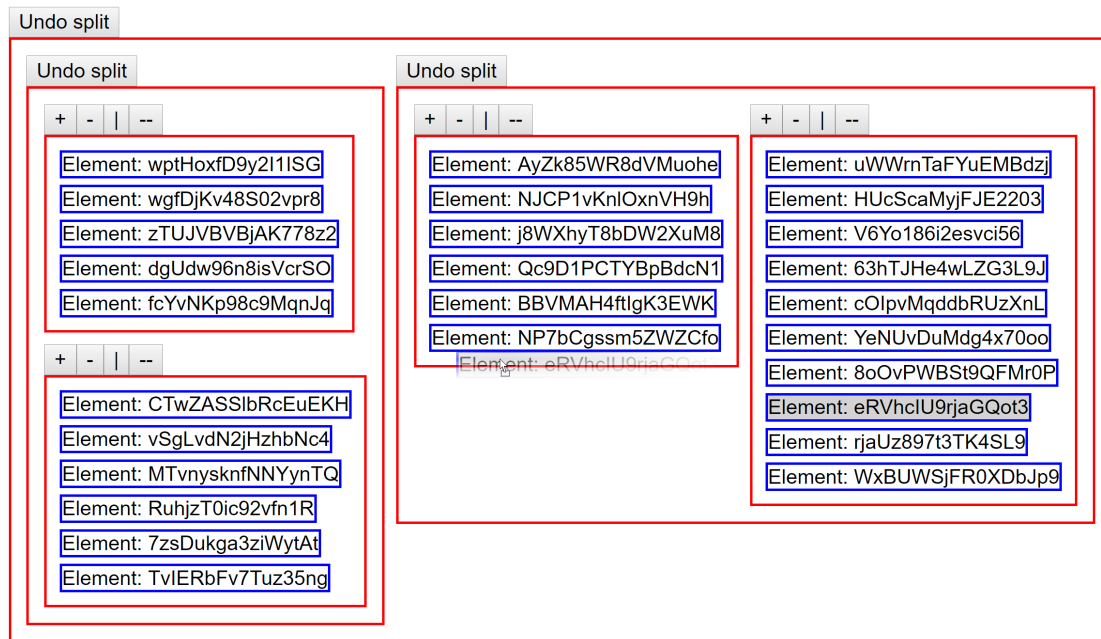 Undo split
Undo split
+ - | --
Element: wptHoxfD9y2I1ISG
Element: wgfDjKv48S02vpr8
Element: zTUJVBVBjAK778z2
Element: dgUdw96n8isVcrSO
Element: fcYvNKp98c9MqnJq
+ - | --
Element: CTwZASSlbRcEuEKH
Element: vSgLvdN2jHzhbNc4
Element: MTvnysknfNNYynTQ
Element: RuhjzT0ic92vfn1R
Element: 7zsDukga3ziWytAt
Element: TvIERbFv7Tuz35ng
Undo split
+ - | --
Element: AyZk85WR8dVMuohe
Element: NJCP1vKnlOxnVH9h
Element: j8WXhyT8bDW2XuM8
Element: Qc9D1PCTYBpBdcN1
Element: BBVMAH4ftIgK3EWK
Element: NP7bCgssm5ZWZCfo
Element: eRVhcIU9rjaGQot
+ - | --
Element: uWWrnTaFYuEMBdzj
Element: HUcScaMyjFJE2203
Element: V6Yo186i2esvci56
Element: 63hTJHe4wLZG3L9J
Element: cOIpvMqddbRUzXnL
Element: YeNUvDuMdg4x70oo
Element: 8oOvPWBSt9QFMr0P
Element: eRVhcIU9rjaGQot3
Element: rjaUz897t3TK4SL9
Element: WxBUWSjFR0XDbJp9